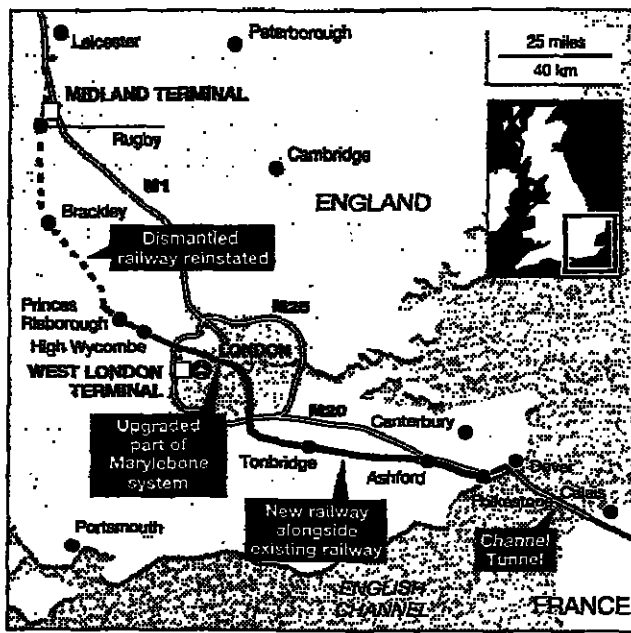 Leicester
Peterborough
25 miles
40 km
MIDLAND TERMINAL
Rugby
Cambridge
M1
ENGLAND
Brackley
Dismantled
railway reinstated
M25
Princes
Risborough
High Wycombe
LONDON
WEST LONDON
TERMINAL
M20
Canterbury
Upgraded
part of
Marylebone
system
Tonbridge
Ashford
Dover
Folkestone
Calais
New railway
alongside
existing railway
Portsmouth
Channel
Tunnel
ENGLISH
CHANNEL
FRANCE